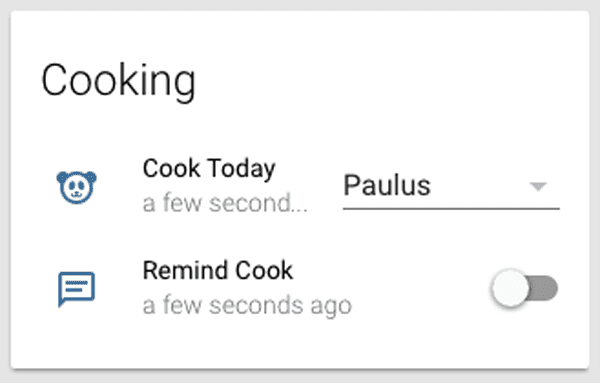 Cooking
Cook Today
a few second...
Paulus
Remind Cook
a few seconds ago